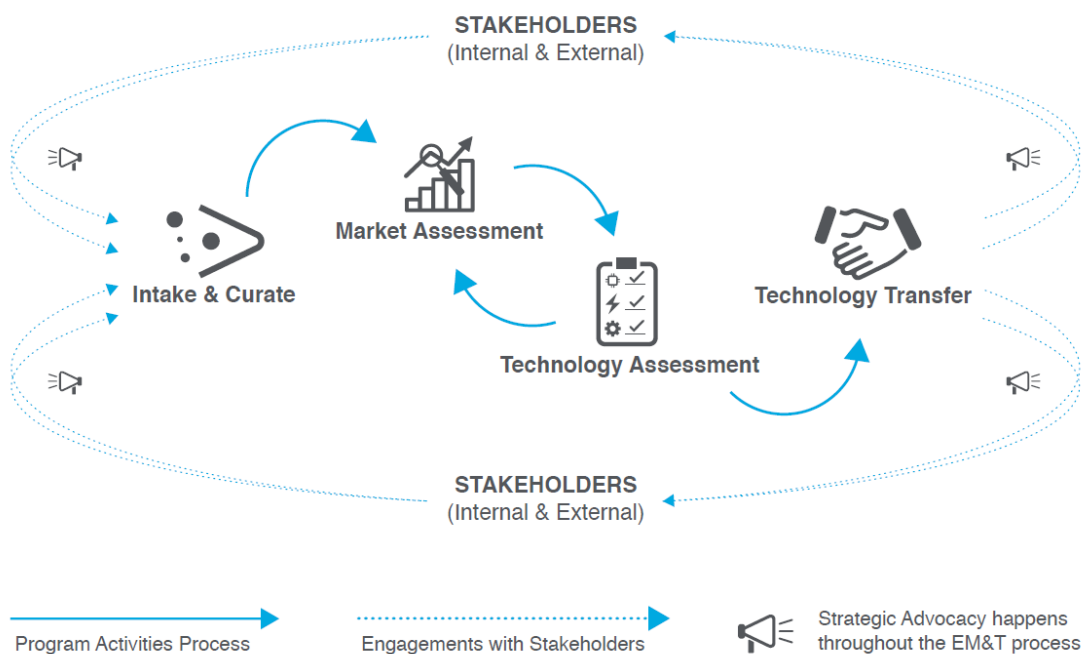 STAKEHOLDERS
(Internal & External)
Market Assessment
Intake & Curate
Technology Transfer
Technology Assessment
STAKEHOLDERS
(Internal & External)
Program Activities Process
Engagements with Stakeholders
Strategic Advocacy happens
throughout the EM&T process